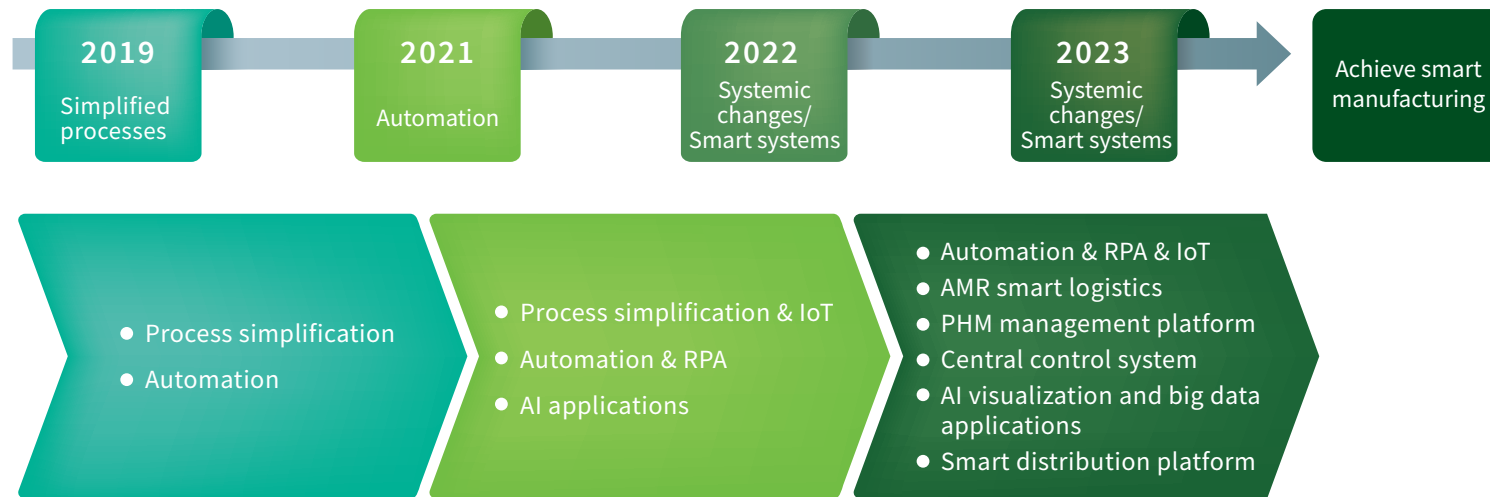 2019
Simplified
processes
2021
Automation
2022
Systemic
changes/
Smart systems
2023
Systemic
changes/
Smart systems
Achieve smart
manufacturing
● Process simplification
● Automation
● Process simplification & IoT
● Automation & RPA
● AI applications
● Automation & RPA & IoT
● AMR smart logistics
● PHM management platform
● Central control system
● AI visualization and big data
applications
● Smart distribution platform